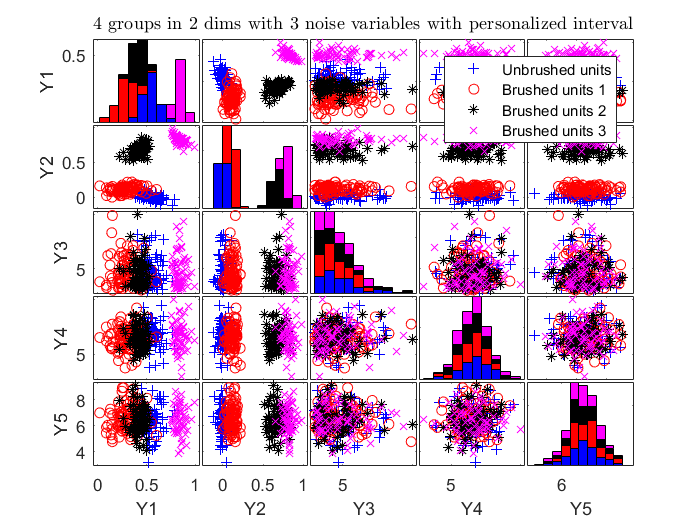 4 groups in 2 dims with 3 noise variables with personalized interval
Y1
0.5
Unbrushed units
Brushed units 1
Brushed units 2
Brushed units 3
Y2
0.5
0
Y3
5
Y4
5
Y5
8
6
4
0 0.5 1 0 0.5 1 5 5 6
Y1 Y2 Y3 Y4 Y5